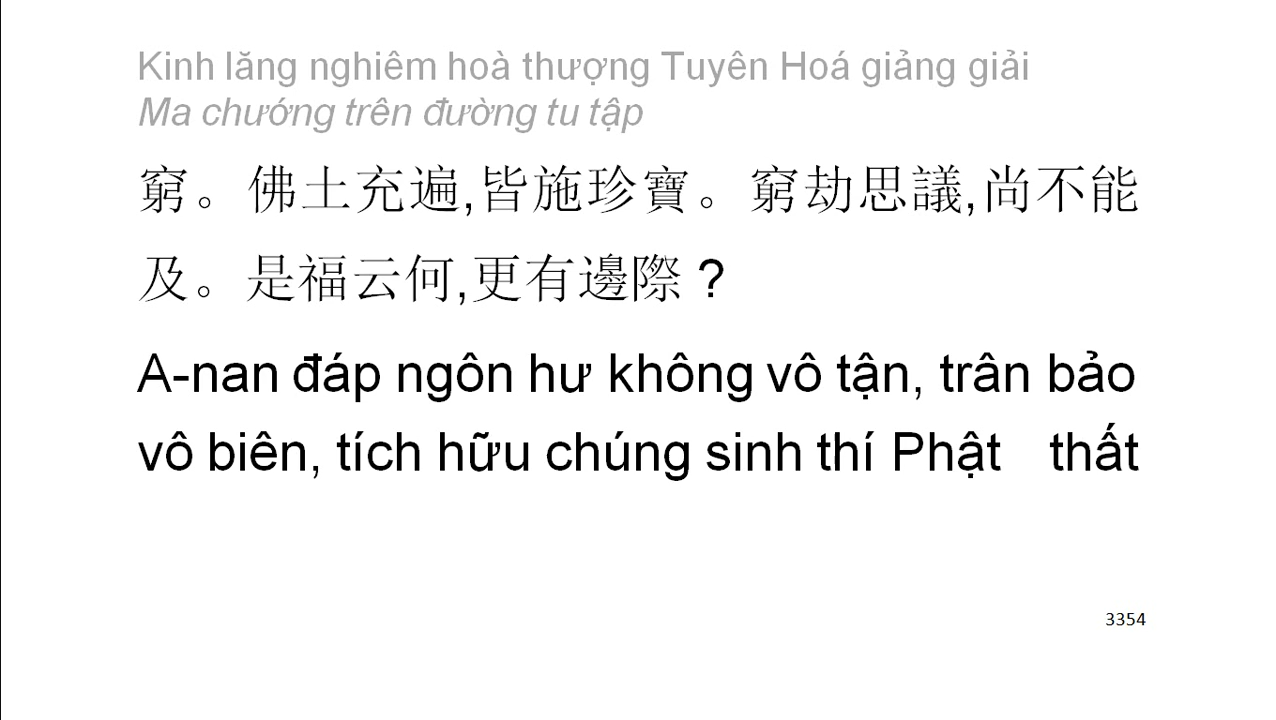 Kinh lăng nghiêm hoà thượng Tuyên Hoá giảng giải
Ma chướng trên đường tu tập
窮。佛土充遍,皆施珍寶。窮劫思議,尚不能
及。是福云何,更有邊際?
A-nan đáp ngôn hư không vô tận, trân bảo
vô biên, tích hữu chúng sinh thí Phật thất
3354